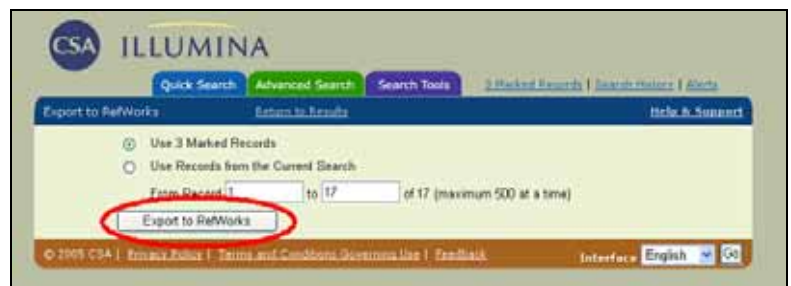 CSA ILLUMINA
Quick Search Advanced Search Search Tools 3 Marked Records | Search History | Alerts
Export to RefWorks Return to Results Help & Support
Use 3 Marked Records
Use Records from the Current Search
From Record 1 to 17 of 17 (maximum 500 at a time)
Export to RefWorks
© 2005 CSA | Privacy Policy | Terms and Conditions Governing Use | Feedback Interface English Go